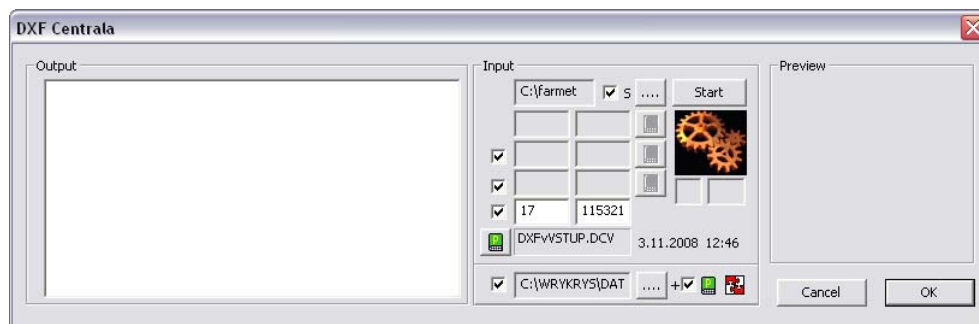 DXF Centrala
Output
Input
Preview
C:\farmet
S
....
Start
17
115321
P
DXFvVSTUP.DCV
3.11.2008 12:46
C:\WRYKRYS\DAT
....
+
P
Cancel
OK